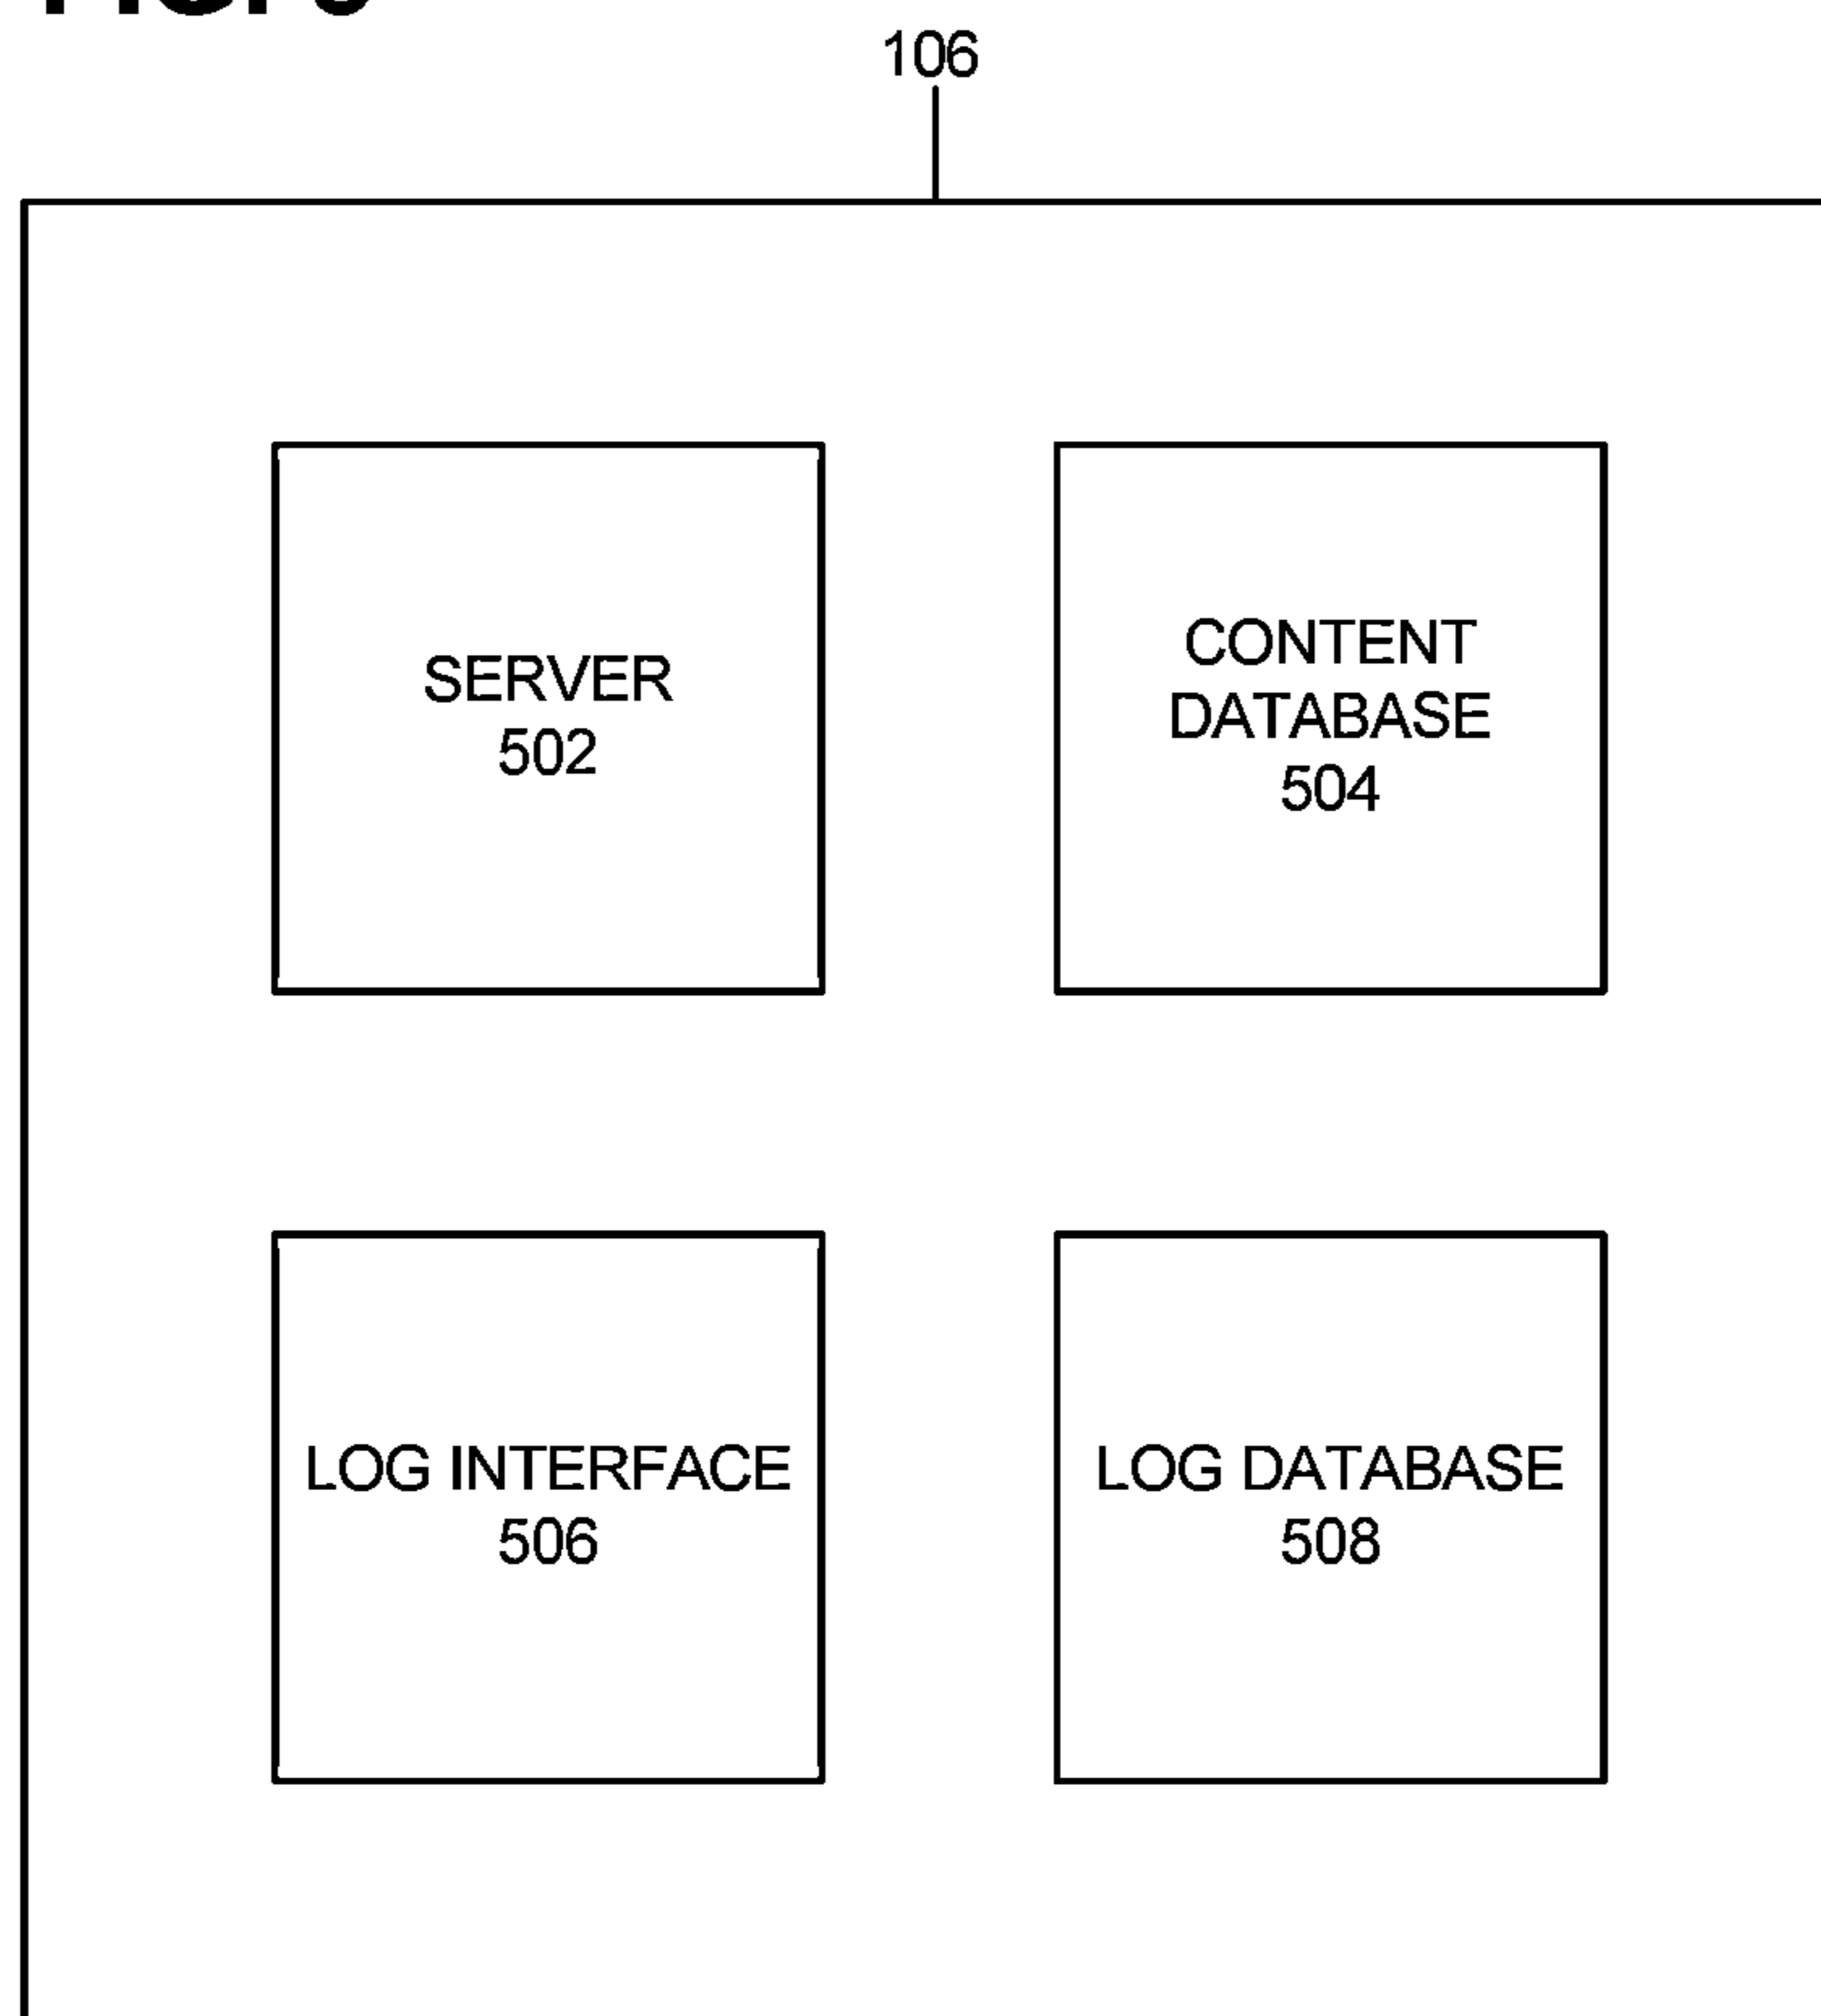 106
SERVER
502
CONTENT
DATABASE
504
LOG INTERFACE
506
LOG DATABASE
508